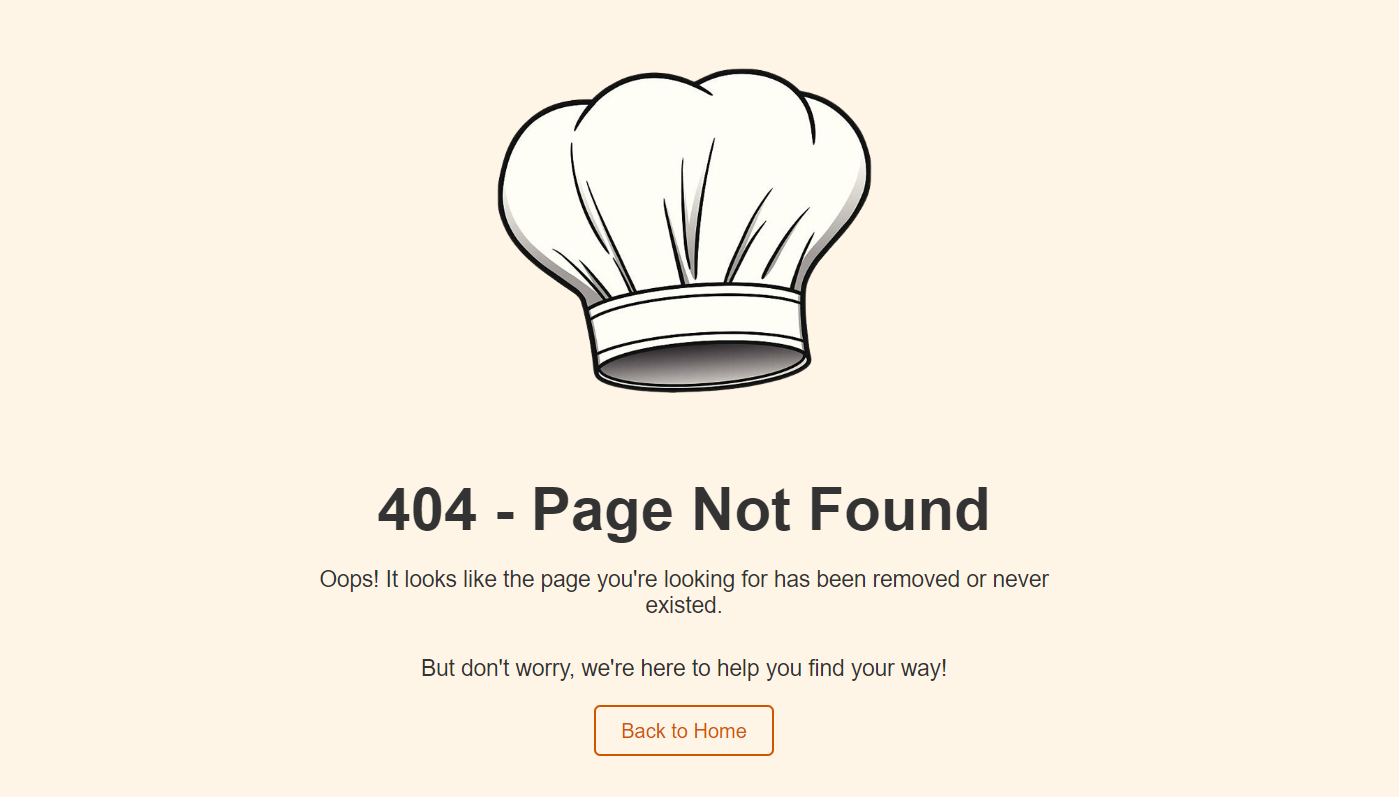 404 - Page Not Found
Oops! It looks like the page you're looking for has been removed or never
existed.
But don't worry, we're here to help you find your way!
Back to Home